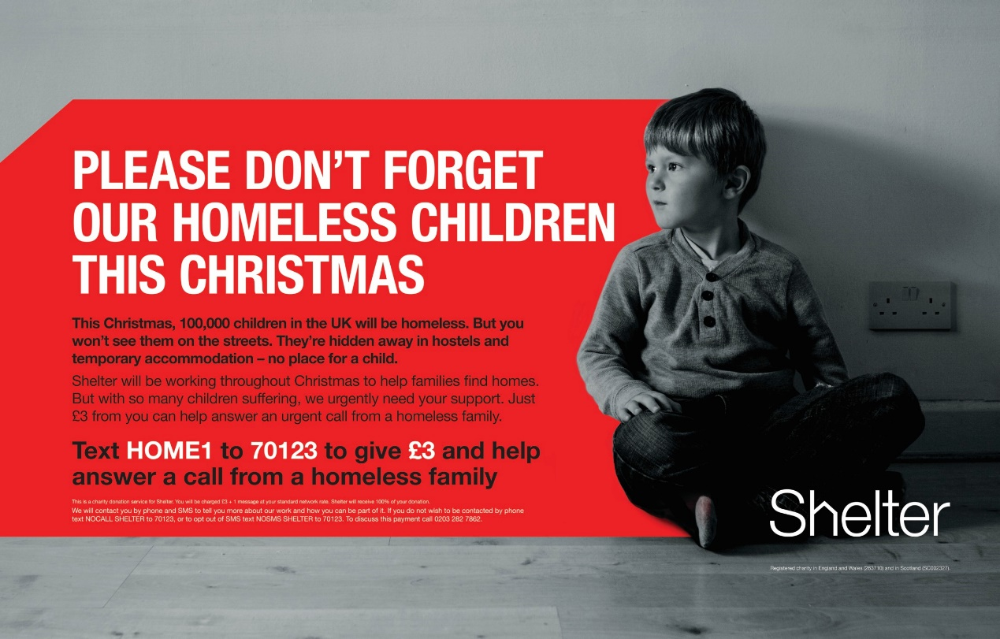 PLEASE DON'T FORGET
OUR HOMELESS CHILDREN
THIS CHRISTMAS
This Christmas, 100,000 children in the UK will be homeless. But you
won't see them on the streets. They're hidden away in hostels and
temporary accommodation – no place for a child.
Shelter will be working throughout Christmas to help families find homes.
But with so many children suffering, we urgently need your support. Just
£3 from you can help answer an urgent call from a homeless family.
Text HOME1 to 70123 to give £3 and help
answer a call from a homeless family
This is a charity donation service for Shelter. You will be charged £3 + 1 message at your standard network rate. Shelter will receive 100% of your donation.
We will contact you by phone and SMS to tell you more about our work and how you can be part of it. If you do not wish to be contacted by phone
text NOCALL SHELTER to 70123, or to opt out of SMS text NOSMS SHELTER to 70123. To discuss this payment call 0203 282 7862.
Shelter
Registered charity in England and Wales (263710) and in Scotland (SC002327).